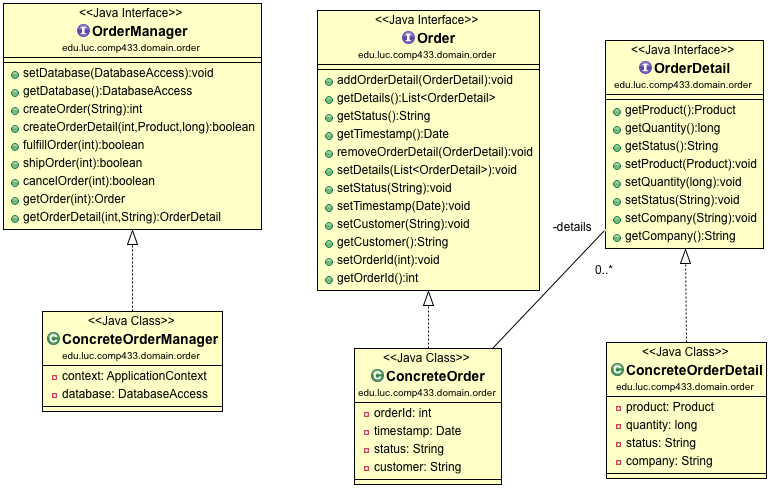 <<Java Interface>>
OrderManager
edu.luc.comp433.domain.order
setDatabase(DatabaseAccess):void
getDatabase():DatabaseAccess
createOrder(String):int
createOrderDetail(int,Product,long):boolean
fulfillOrder(int):boolean
shipOrder(int):boolean
cancelOrder(int):boolean
getOrder(int):Order
getOrderDetail(int,String):OrderDetail
<<Java Class>>
ConcreteOrderManager
edu.luc.comp433.domain.order
context: ApplicationContext
database: DatabaseAccess
<<Java Interface>>
Order
edu.luc.comp433.domain.order
addOrderDetail(OrderDetail):void
getDetails():List<OrderDetail>
getStatus():String
getTimestamp():Date
removeOrderDetail(OrderDetail):void
setDetails(List<OrderDetail>):void
setStatus(String):void
setTimestamp(Date):void
setCustomer(String):void
getCustomer():String
setOrderId(int):void
getOrderId():int
<<Java Class>>
ConcreteOrder
edu.luc.comp433.domain.order
orderId: int
timestamp: Date
status: String
customer: String
-details
0..*
<<Java Interface>>
OrderDetail
edu.luc.comp433.domain.order
getProduct():Product
getQuantity():long
getStatus():String
setProduct(Product):void
setQuantity(long):void
setStatus(String):void
setCompany(String):void
getCompany():String
<<Java Class>>
ConcreteOrderDetail
edu.luc.comp433.domain.order
product: Product
quantity: long
status: String
company: String